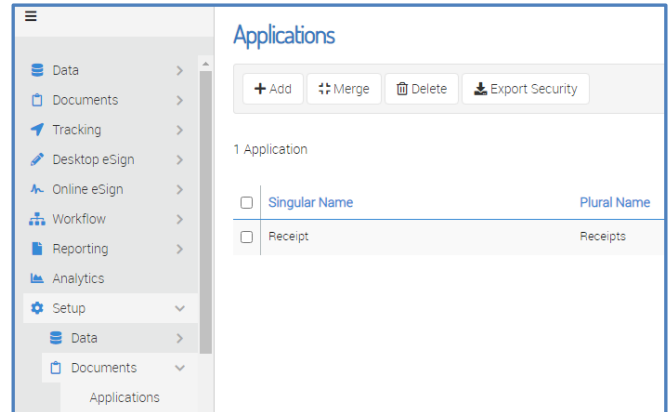 Applications
Data
Documents
Tracking
Desktop eSign
Online eSign
Workflow
Reporting
Analytics
Setup
Data
Documents
Applications
Add Merge Delete Export Security
1 Application
Singular Name Plural Name
Receipt Receipts